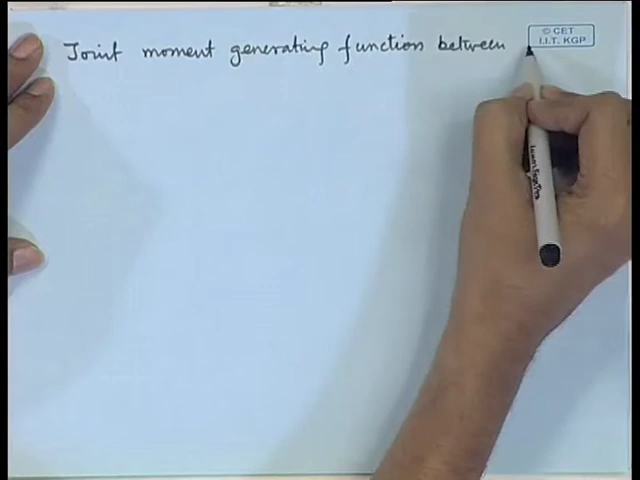 Joint moment generating function between
© CET
I.I.T. KGP